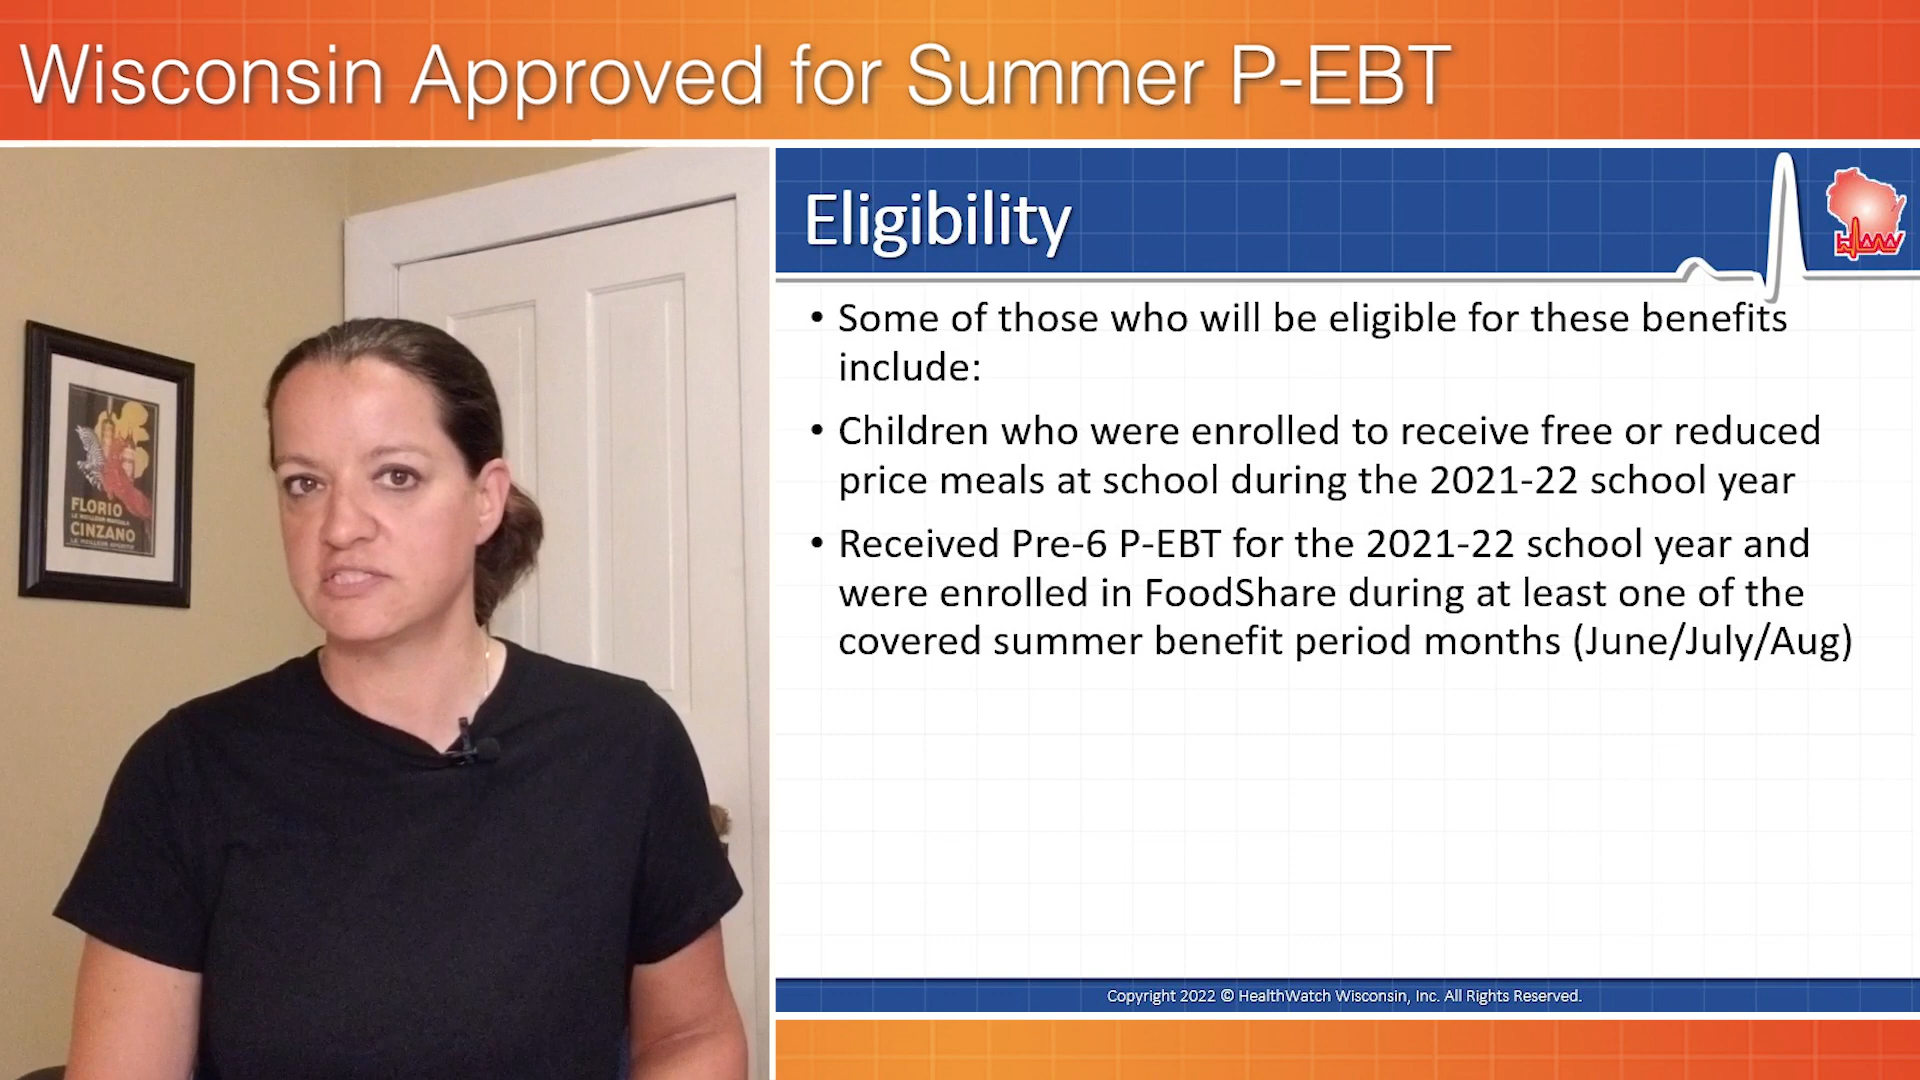 Wisconsin Approved for Summer P-EBT
Eligibility
HWW
• Some of those who will be eligible for these benefits
include:
• Children who were enrolled to receive free or reduced
price meals at school during the 2021-22 school year
• Received Pre-6 P-EBT for the 2021-22 school year and
were enrolled in FoodShare during at least one of the
covered summer benefit period months (June/July/Aug)
Copyright 2022 © HealthWatch Wisconsin, Inc. All Rights Reserved.
FLORIO
CINZANO